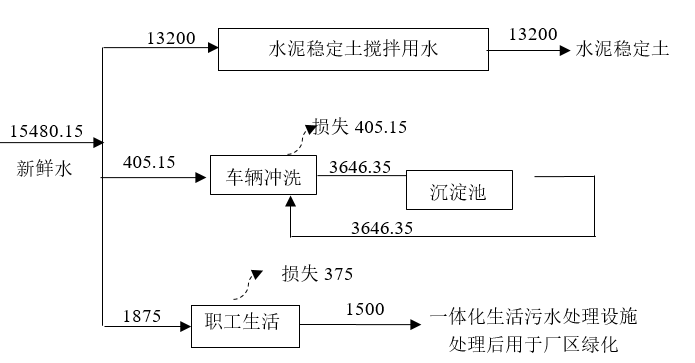 13200
水泥稳定土搅拌用水
13200
水泥稳定土
15480.15
新鲜水
损失 405.15
405.15
车辆冲洗
3646.35
沉淀池
3646.35
损失 375
1875
职工生活
1500
一体化生活污水处理设施
处理后用于厂区绿化